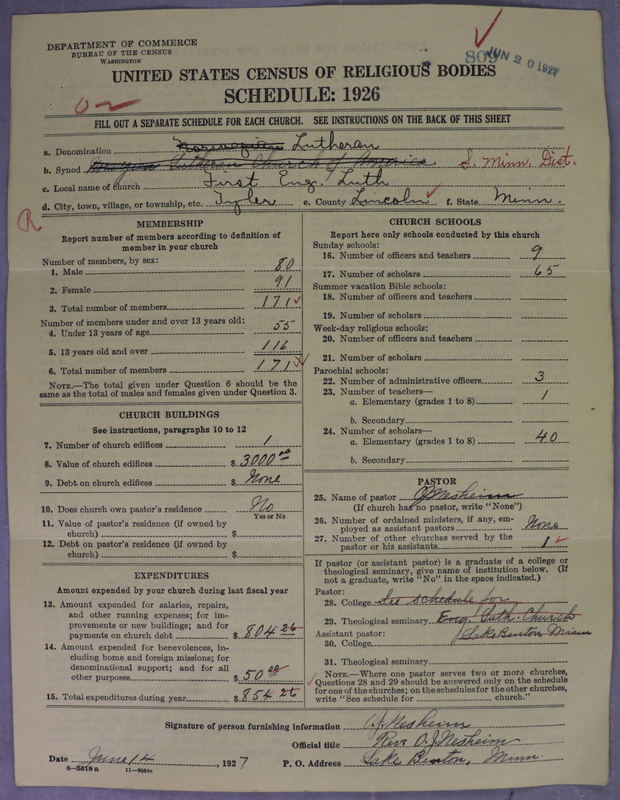 DEPARTMENT OF COMMERCE
BUREAU OF THE CENSUS
WASHINGTON
809
JUN 20 1927
UNITED STATES CENSUS OF RELIGIOUS BODIES
SCHEDULE: 1926
FILL OUT A SEPARATE SCHEDULE FOR EACH CHURCH. SEE INSTRUCTIONS ON THE BACK OF THIS SHEET
a. Denomination Norwegian Lutheran
b. Synod Norwegian Lutheran Church of America S. Minn. Dist.
c. Local name of church First Eng. Luth
d. City, town, village, or township, etc. Tyler e. County Lincoln f. State Minn.
R
MEMBERSHIP
Report number of members according to definition of
member in your church
Number of members, by sex:
1. Male 80
2. Female 91
3. Total number of members 171
Number of members under and over 13 years old:
4. Under 13 years of age 55
5. 13 years old and over 116
6. Total number of members 171
NOTE.—The total given under Question 6 should be the
same as the total of males and females given under Question 3.
CHURCH BUILDINGS
See instructions, paragraphs 10 to 12
7. Number of church edifices 1
8. Value of church edifices $ 3000.00
9. Debt on church edifices $ None
10. Does church own pastor's residence No
Yes or No
11. Value of pastor's residence (if owned by
church) $
12. Debt on pastor's residence (if owned by
church) $
EXPENDITURES
Amount expended by your church during last fiscal year
13. Amount expended for salaries, repairs,
and other running expenses; for im-
provements or new buildings; and for
payments on church debt $ 804 26
14. Amount expended for benevolences, in-
cluding home and foreign missions; for
denominational support; and for all
other purposes $ 50 00
15. Total expenditures during year $ 854 26
CHURCH SCHOOLS
Report here only schools conducted by this church
Sunday schools:
16. Number of officers and teachers 9
17. Number of scholars 65
Summer vacation Bible schools:
18. Number of officers and teachers
19. Number of scholars
Week-day religious schools:
20. Number of officers and teachers
21. Number of scholars
Parochial schools:
22. Number of administrative officers 3
23. Number of teachers—
a. Elementary (grades 1 to 8) 1
b. Secondary
24. Number of scholars—
a. Elementary (grades 1 to 8) 40
b. Secondary
PASTOR
25. Name of pastor O J Nesheim
(If church has no pastor, write "None")
26. Number of ordained ministers, if any, em-
ployed as assistant pastors None
27. Number of other churches served by the
pastor or his assistants 1
If pastor (or assistant pastor) is a graduate of a college or
theological seminary, give name of institution below. (If
not a graduate, write "No" in the space indicated.)
Pastor:
28. College See schedule for
29. Theological seminary Eng. Luth. Church
Assistant pastor: Lake Benton Minn
30. College
31. Theological seminary
NOTE.—Where one pastor serves two or more churches,
Questions 28 and 29 should be answered only on the schedule
for one of the churches; on the schedules for the other churches,
write "See schedule for church."
Signature of person furnishing information O. J. Nesheim
Official title Rev. O. J. Nesheim
Date June 14, 1927 P. O. Address Lake Benton, Minn.
8-5518a 11-9554c